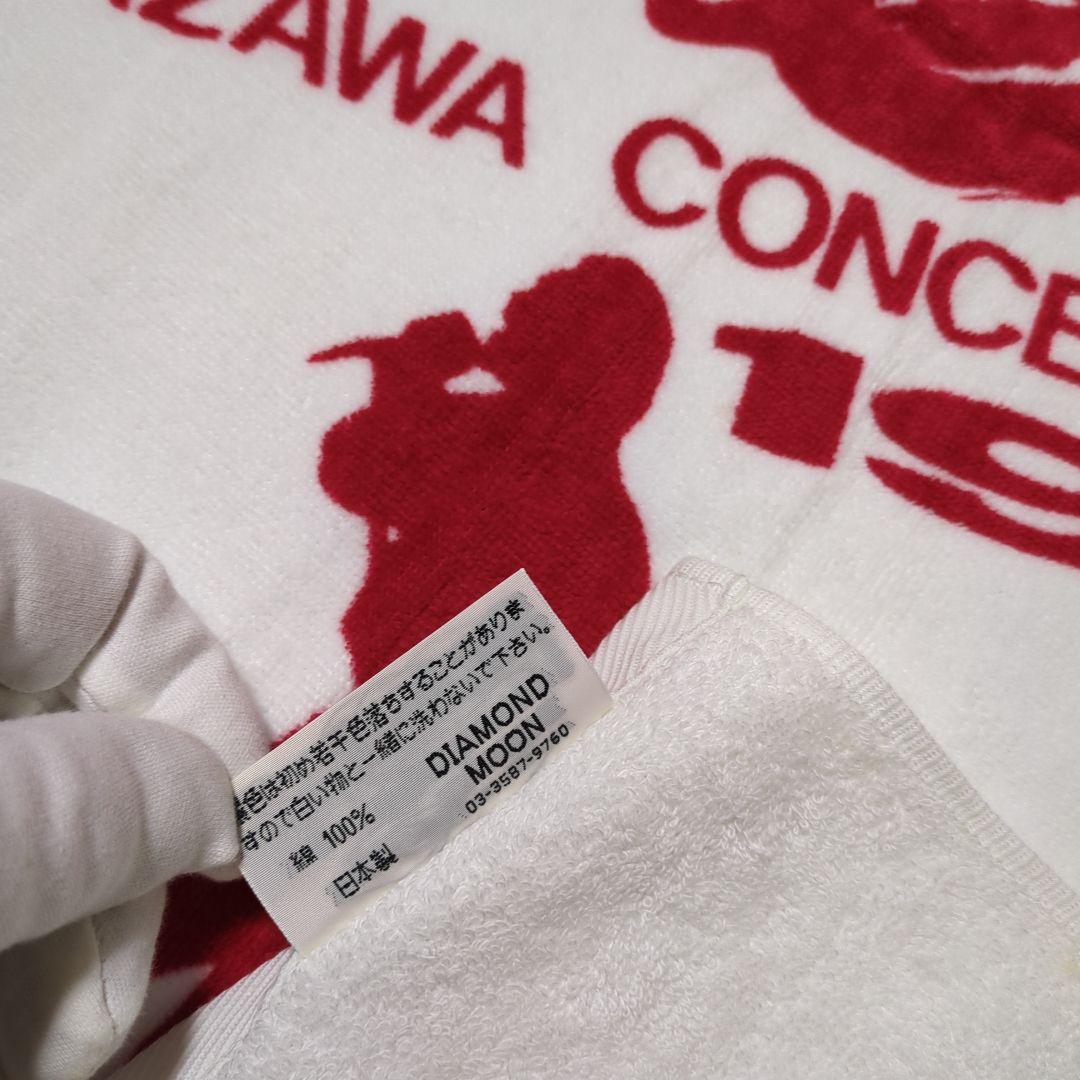 ZAWA CONCE
19
色は初め若干色落ちすることがありま
すので白い物と一緒に洗わないで下さい。
綿 100%
日本製
DIAMOND
MOON
03-3587-9760